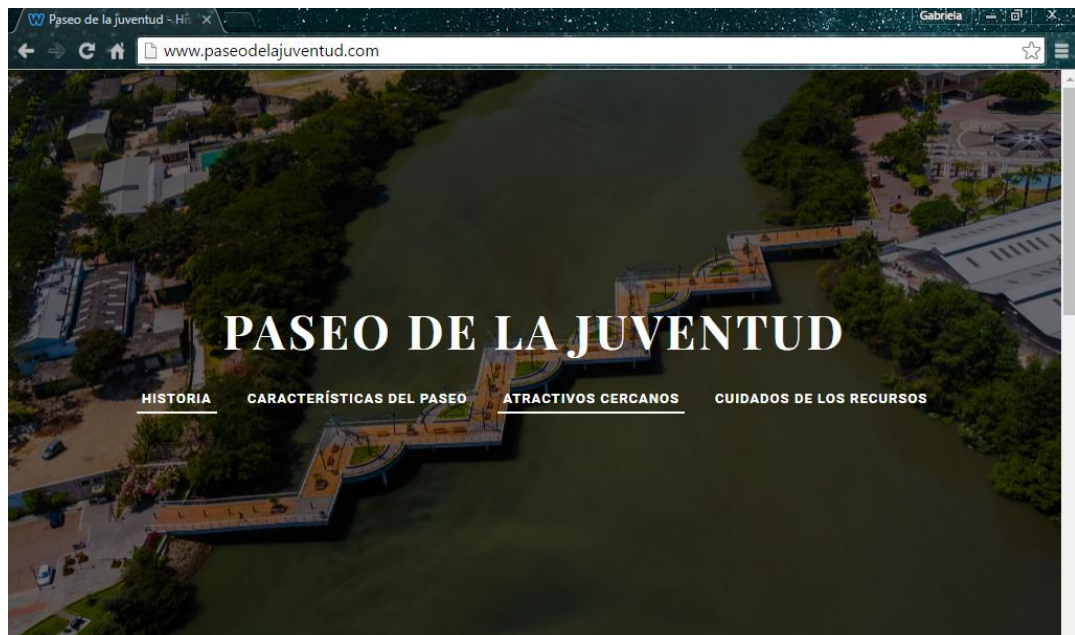 Paseo de la juventud - His
Gabriela
www.paseodelajuventud.com
PASEO DE LA JUVENTUD
HISTORIA CARACTERÍSTICAS DEL PASEO ATRACTIVOS CERCANOS CUIDADOS DE LOS RECURSOS